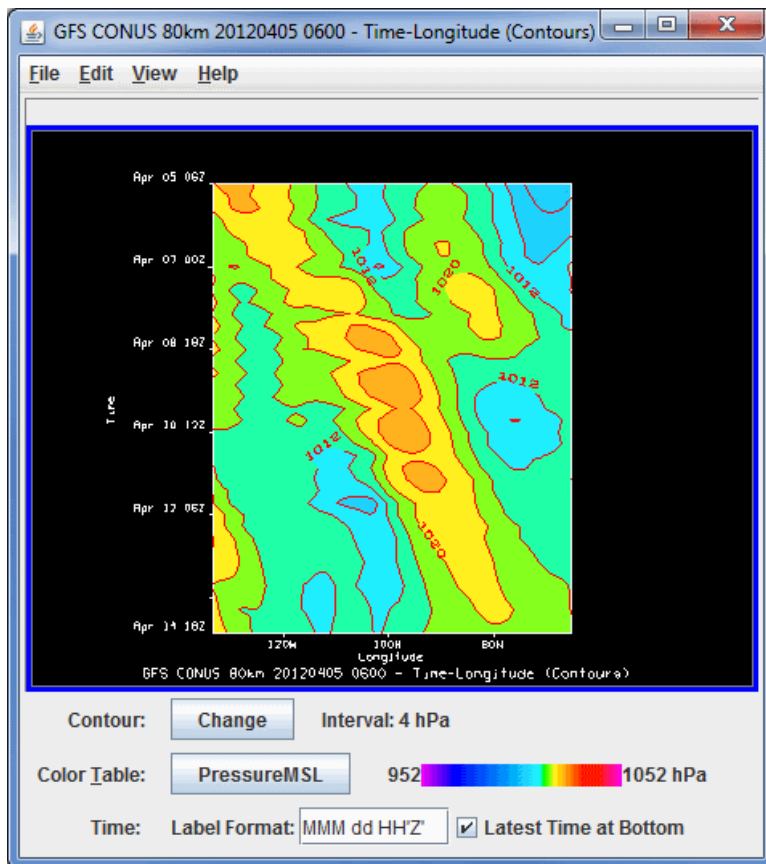 GFS CONUS 80km 20120405 0600 - Time-Longitude (Contours)
File Edit View Help
Apr 05 06Z
1012
1020
1012
Apr 07 00Z
Apr 08 18Z
1012
Time
Apr 10 12Z
1012
Apr 12 06Z
1020
Apr 14 18Z
120W 100W 80W
Longitude
GFS CONUS 80km 20120405 0600 - Time-Longitude (Contours)
Contour: Change Interval: 4 hPa
Color Table: PressureMSL 952 1052 hPa
Time: Label Format: MMM dd HH'Z' Latest Time at Bottom